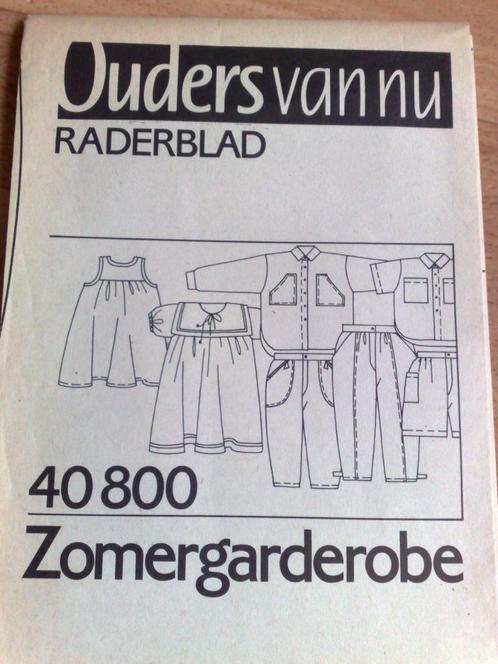 Ouders van nu
RADERBLAD
40 800
Zomergarderobe